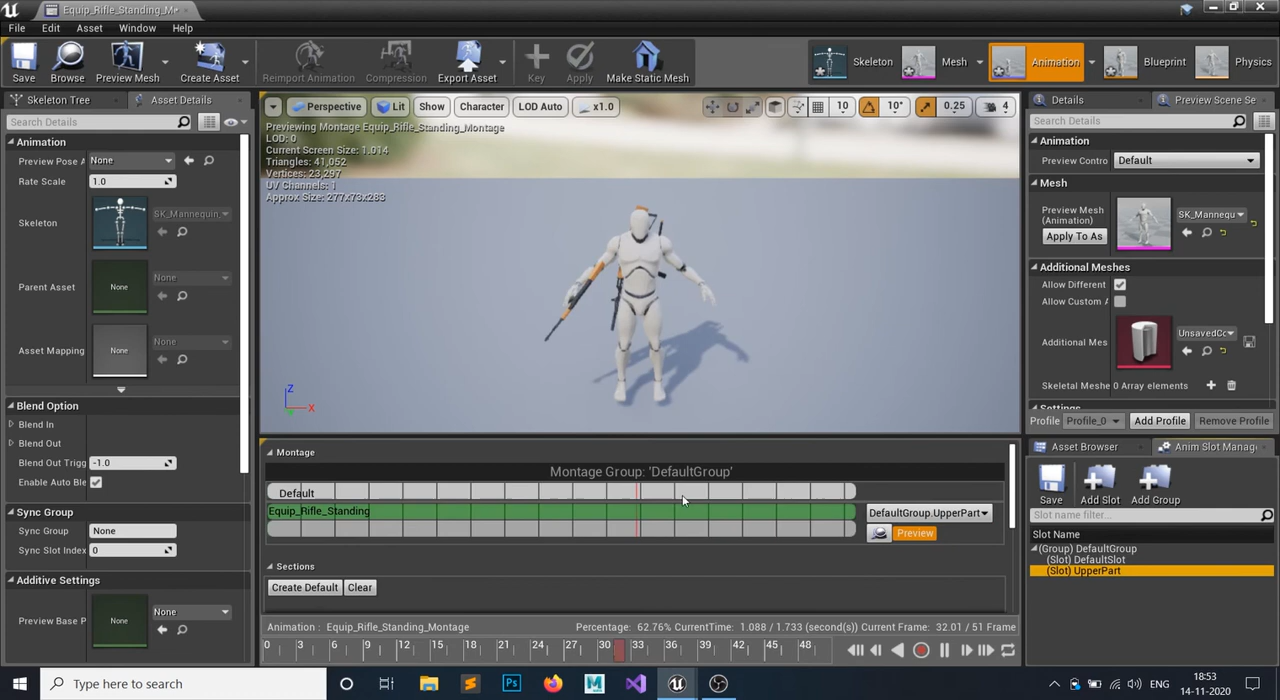 Equip_Rifle_Standing_M•
File Edit Asset Window Help
Save Browse Preview Mesh Create Asset Reimport Animation Compression Export Asset Key Apply Make Static Mesh Skeleton Mesh Animation Blueprint Physics
Skeleton Tree Asset Details
Search Details
Animation
Preview Pose A None
Rate Scale 1.0
Skeleton SK_Mannequin_
Parent Asset None None
Asset Mapping None None
Blend Option
Blend In
Blend Out
Blend Out Trigg -1.0
Enable Auto Ble
Sync Group
Sync Group None
Sync Slot Index 0
Additive Settings
Preview Base P None None
Perspective Lit Show Character LOD Auto x1.0 10 10° 0.25 4
Previewing Montage Equip_Rifle_Standing_Montage
LOD: 0
Current Screen Size: 1.014
Triangles: 41,052
Vertices: 23,297
UV Channels: 1
Approx Size: 277x73x283
Z
X
Montage
Montage Group: 'DefaultGroup'
Default
Equip_Rifle_Standing DefaultGroup.UpperPart
Preview
Sections
Create Default Clear
Animation : Equip_Rifle_Standing_Montage Percentage: 62.76% CurrentTime: 1.088 / 1.733 (second(s)) Current Frame: 32.01 / 51 Frame
0 3 6 9 12 15 18 21 24 27 30 33 36 39 42 45 48
Details Preview Scene Se
Search Details
Animation
Preview Contro Default
Mesh
Preview Mesh
(Animation) SK_Mannequ
Apply To As
Additional Meshes
Allow Different
Allow Custom A
Additional Mes UnsavedCo
Skeletal Meshe 0 Array elements
Settings
Profile Profile_0 Add Profile Remove Profile
Asset Browser Anim Slot Manag
Save Add Slot Add Group
Slot name filter...
Slot Name
(Group) DefaultGroup
(Slot) DefaultSlot
(Slot) UpperPart
Type here to search
Ps
ENG
18:53
14-11-2020